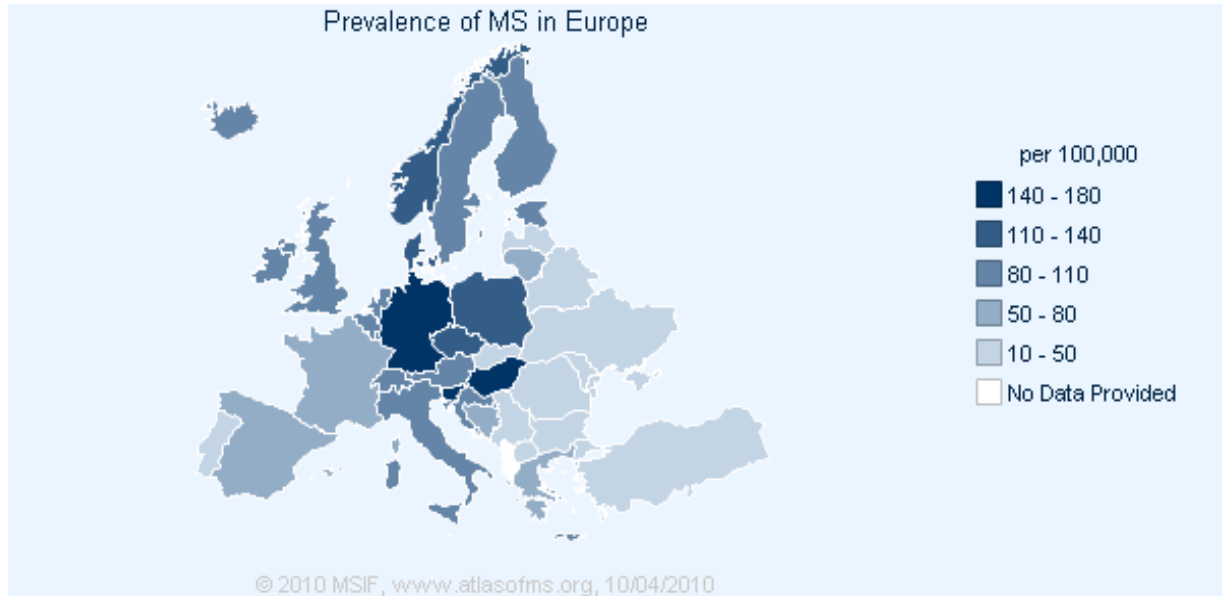 Prevalence of MS in Europe
per 100,000
140 - 180
110 - 140
80 - 110
50 - 80
10 - 50
No Data Provided
© 2010 MSIF, www.atlasofms.org, 10/04/2010